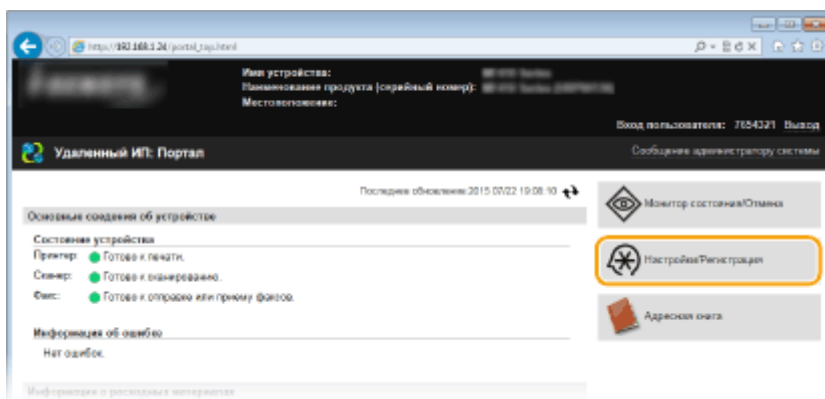 http://192.168.1.24/portal_top.html
Имя устройства:
Наименование продукта (серийный номер):
Местоположение:
Вход пользователя: 7654321 Выход
Удаленный ИП: Портал
Сообщение администратору системы
Последнее обновление: 2015 07/22 19:08:10
Основные сведения об устройстве
Состояние устройства
Принтер: Готово к печати.
Сканер: Готово к сканированию.
Факс: Готово к отправке или приему факсов.
Информация об ошибке
Нет ошибок.
Информация о расходных материалах
Монитор состояния/Отмена
Настройки/Регистрация
Адресная книга